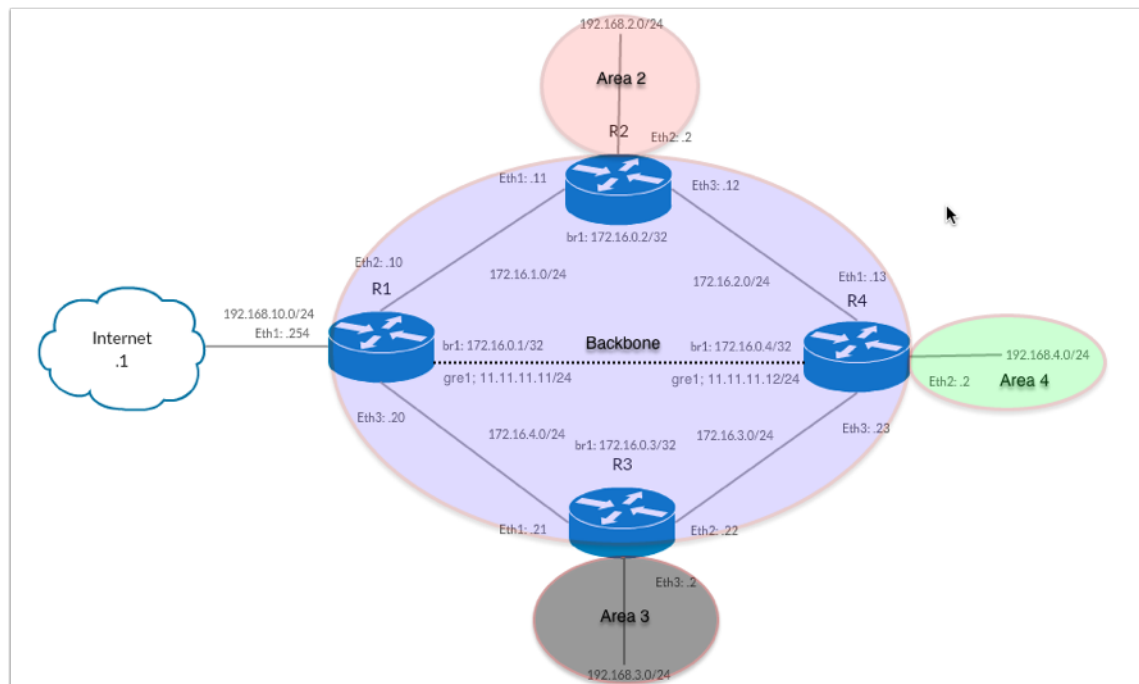 192.168.2.0/24
Area 2
R2
Eth2: .2
Eth1: .11
Eth3: .12
br1: 172.16.0.2/32
Eth2: .10
172.16.1.0/24
172.16.2.0/24
Eth1: .13
R1
R4
192.168.10.0/24
Internet
.1
Eth1: .254
br1: 172.16.0.1/32
Backbone
br1: 172.16.0.4/32
192.168.4.0/24
gre1; 11.11.11.11/24
gre1; 11.11.11.12/24
Eth2: .2
Area 4
Eth3: .20
172.16.4.0/24
br1: 172.16.0.3/32
172.16.3.0/24
Eth3: .23
R3
Eth1: .21
Eth2: .22
Eth3: .2
Area 3
192.168.3.0/24